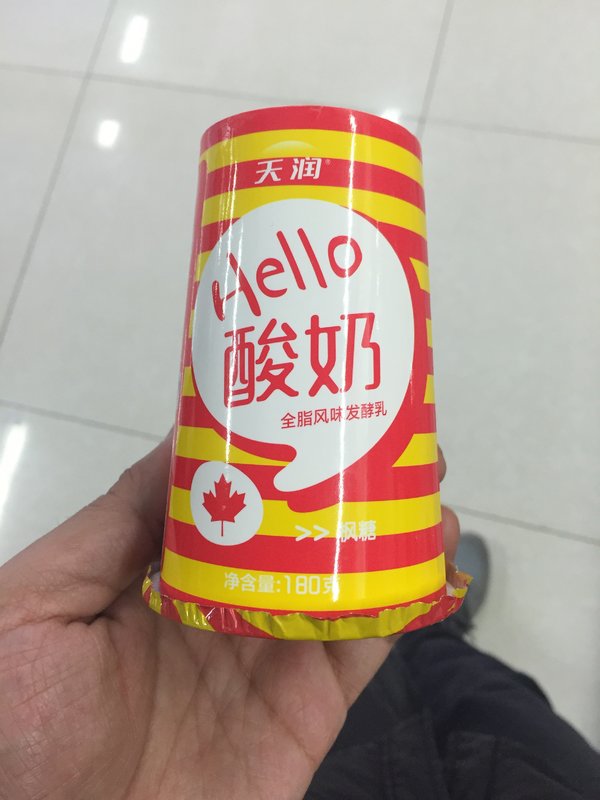 天润®
Hello
酸奶
全脂风味发酵乳
>> 枫糖
净含量:180克